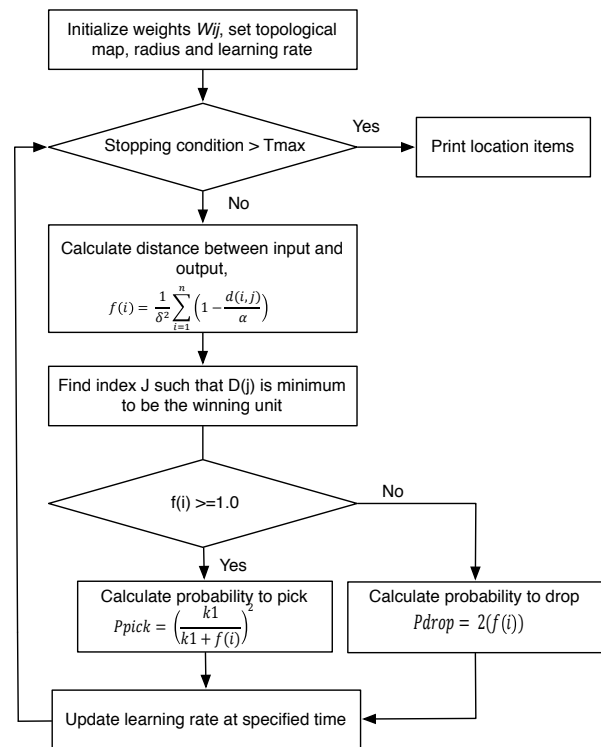 Initialize weights Wij, set topological
map, radius and learning rate
Stopping condition > Tmax
Yes
Print location items
No
Calculate distance between input and
output,
f(i) = 1/δ² ∑_{i=1}^{n} (1 − d(i,j)/α)
Find index J such that D(j) is minimum
to be the winning unit
f(i) >=1.0
No
Yes
Calculate probability to pick
Ppick = (k1/(k1 + f(i)))²
Calculate probability to drop
Pdrop = 2(f(i))
Update learning rate at specified time